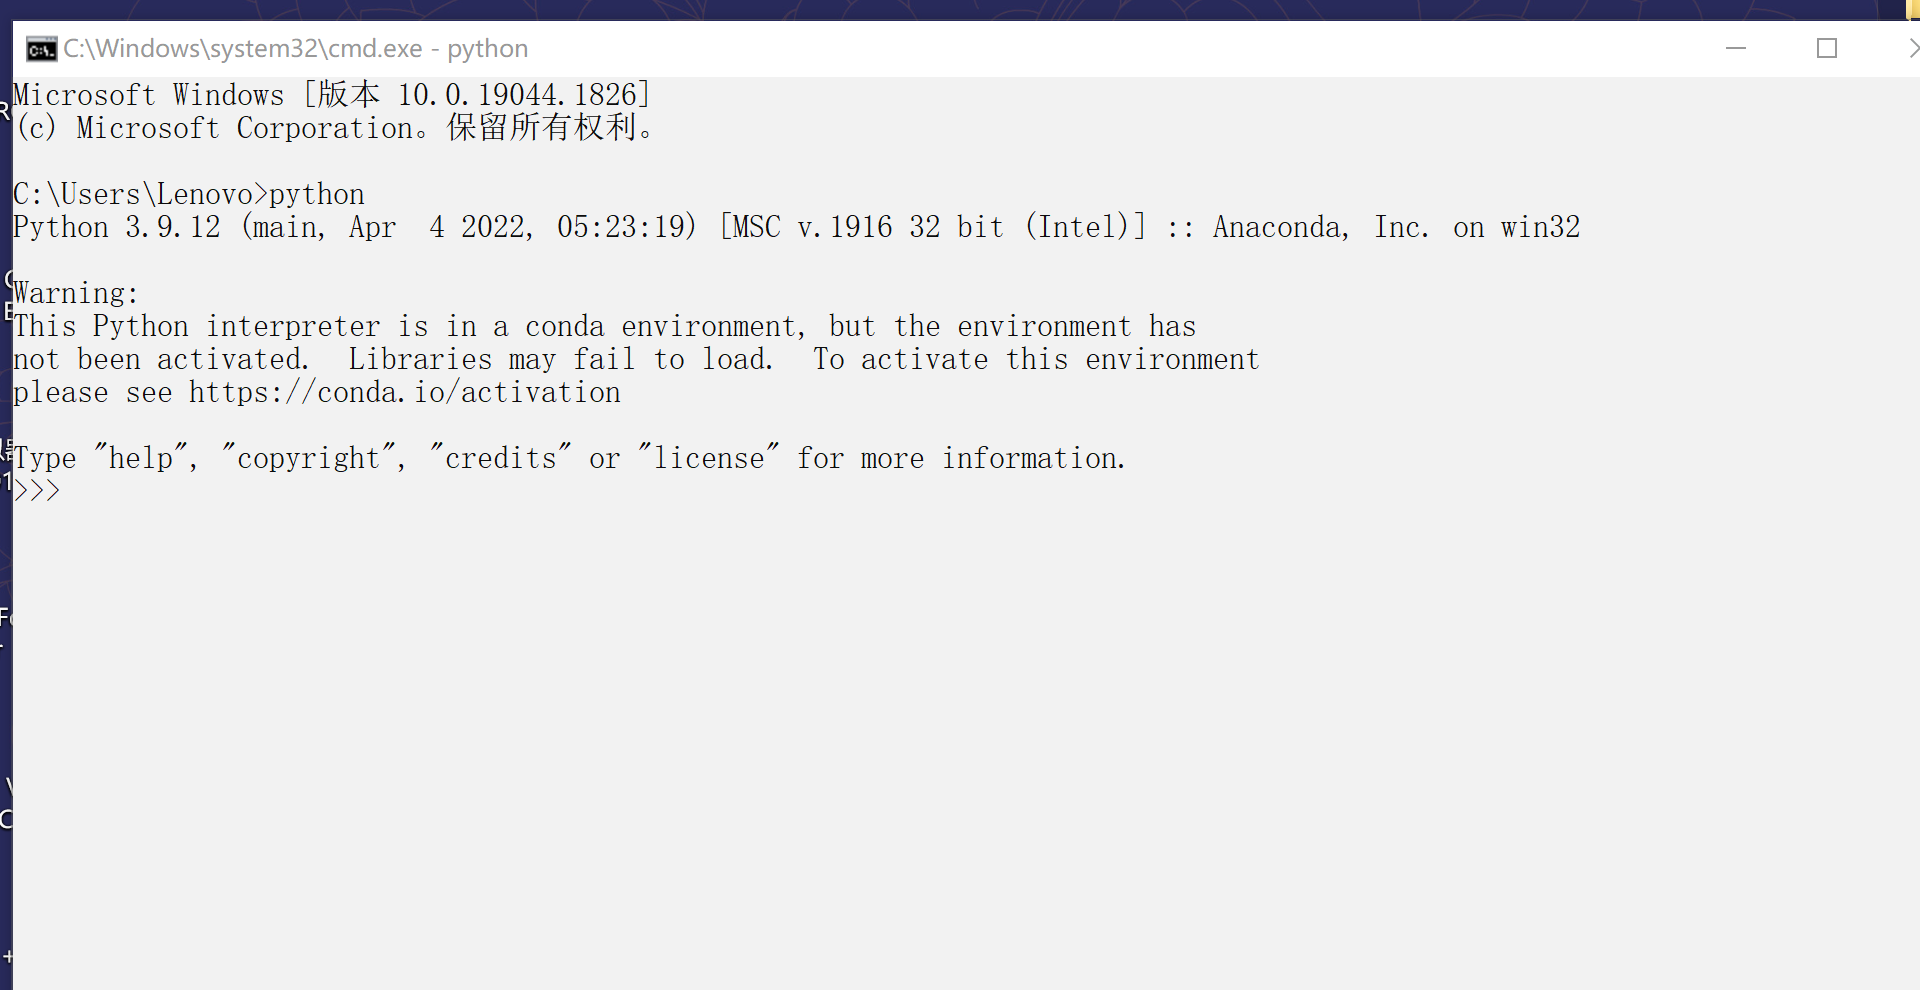 C:\Windows\system32\cmd.exe - python
Microsoft Windows [版本 10.0.19044.1826]
(c) Microsoft Corporation。保留所有权利。
C:\Users\Lenovo>python
Python 3.9.12 (main, Apr  4 2022, 05:23:19) [MSC v.1916 32 bit (Intel)] :: Anaconda, Inc. on win32
Warning:
This Python interpreter is in a conda environment, but the environment has
not been activated.  Libraries may fail to load.  To activate this environment
please see https://conda.io/activation
Type "help", "copyright", "credits" or "license" for more information.
>>>